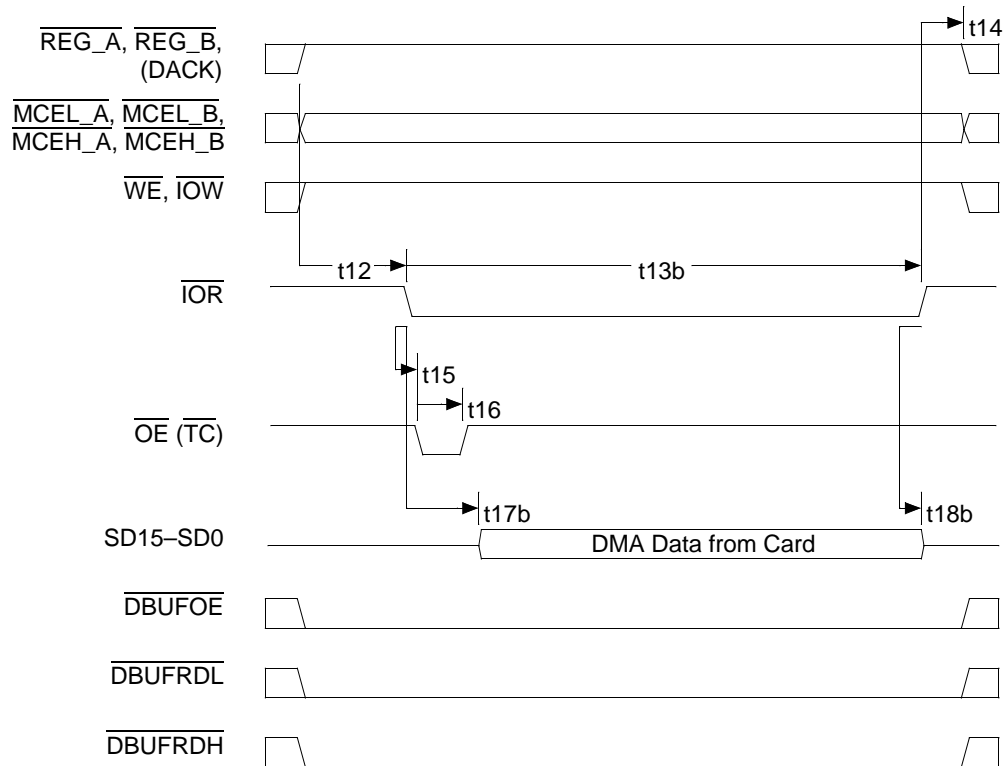 t14
REG_A, REG_B,
(DACK)
MCEL_A, MCEL_B,
MCEH_A, MCEH_B
WE, IOW
t12
t13b
IOR
t15
t16
OE (TC)
t17b
t18b
SD15–SD0
DMA Data from Card
DBUFOE
DBUFRDL
DBUFRDH